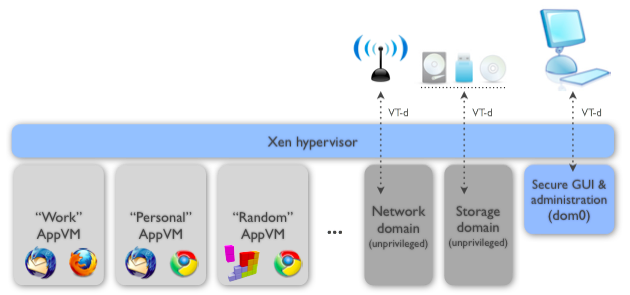 VT-d
VT-d
VT-d
Xen hypervisor
“Work”
AppVM
“Personal”
AppVM
“Random”
AppVM
...
Network
domain
(unprivileged)
Storage
domain
(unprivileged)
Secure GUI &
administration
(dom0)